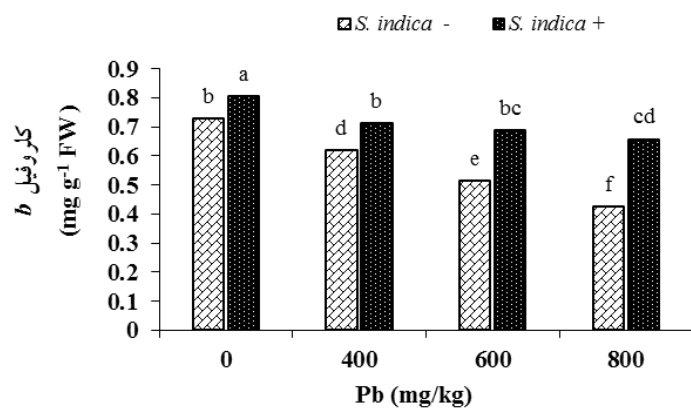 S. indica - S. indica +
کلروفیل b
(mg g-1 FW )
0.9
0.8
0.7
0.6
0.5
0.4
0.3
0.2
0.1
0
b a
d b
e bc
f cd
0 400 600 800
Pb (mg/kg)